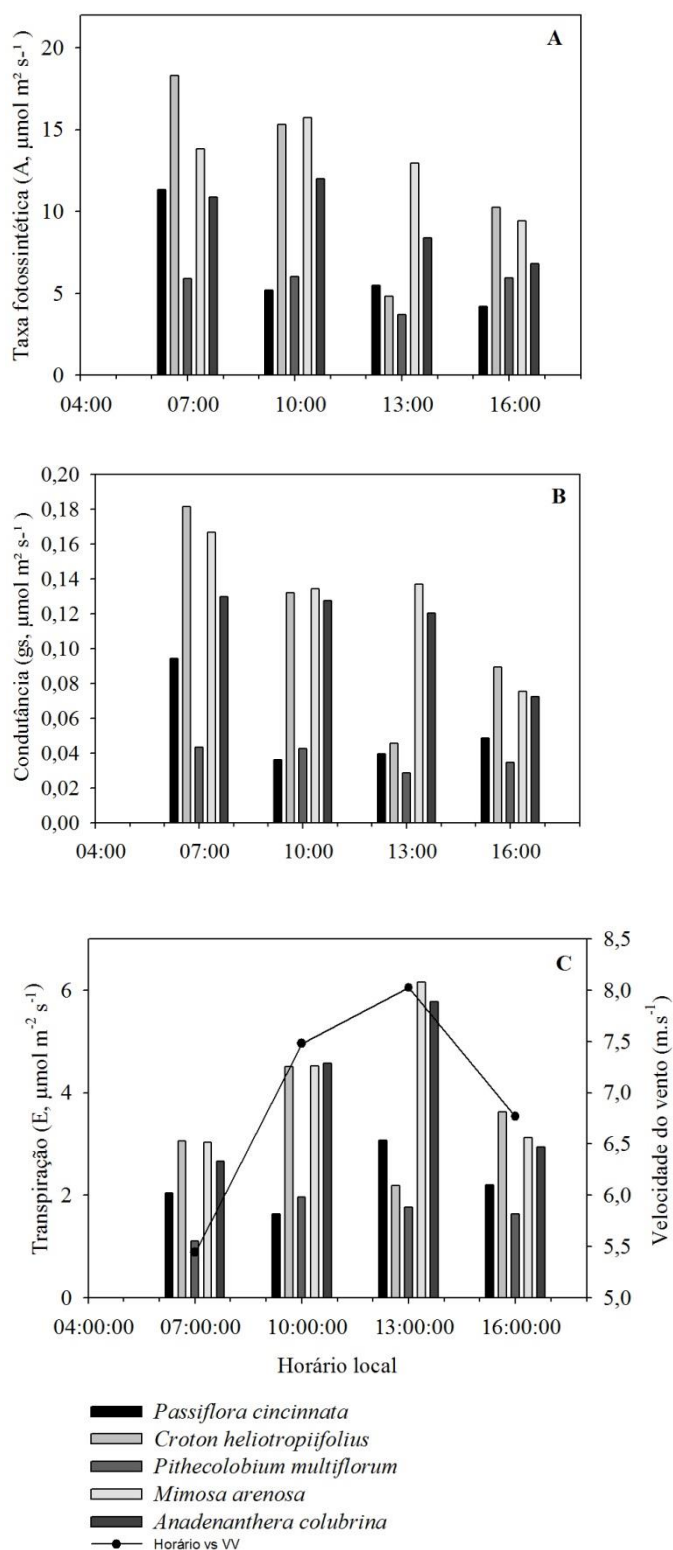 A
Taxa fotossintética (A, µmol m² s-¹ )
20
15
10
5
0
04:00 07:00 10:00 13:00 16:00
B
Condutância (gs, µmol m² s-¹ )
0,20
0,18
0,16
0,14
0,12
0,10
0,08
0,06
0,04
0,02
0,00
04:00 07:00 10:00 13:00 16:00
C
Transpiração (E, µmol m⁻² s⁻¹)
6
4
2
0
8,5
8,0
7,5
7,0
6,5
6,0
5,5
5,0
Velocidade do vento (m.s⁻¹)
04:00:00 07:00:00 10:00:00 13:00:00 16:00:00
Horário local
Passiflora cincinnata
Croton heliotropiifolius
Pithecolobium multiflorum
Mimosa arenosa
Anadenanthera colubrina
Horário vs VV